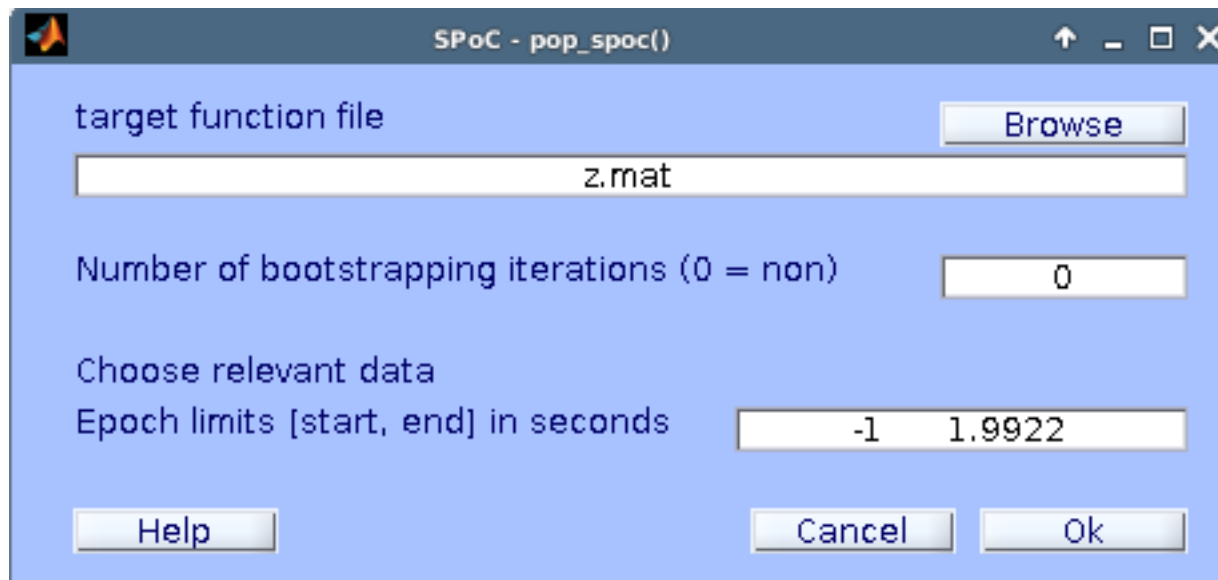 SPoC - pop_spoc()
target function file
Browse
z.mat
Number of bootstrapping iterations (0 = non)
0
Choose relevant data
Epoch limits [start, end] in seconds
-1 1.9922
Help
Cancel
Ok